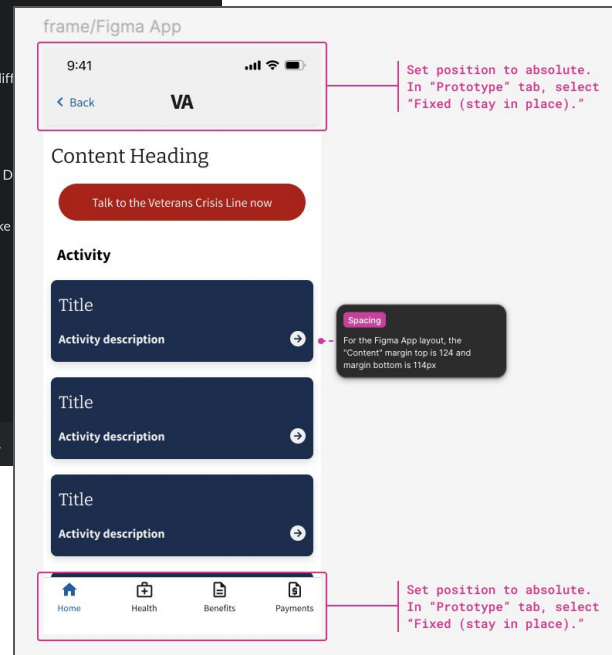 frame/Figma App
9:41
Set position to absolute.
In "Prototype" tab, select
"Fixed (stay in place)."
Back
VA
Content Heading
Talk to the Veterans Crisis Line now
Activity
Title
Activity description
Spacing
For the Figma App layout, the
"Content" margin top is 124 and
margin bottom is 114px
Title
Activity description
Title
Activity description
Home
Health
Benefits
Payments
Set position to absolute.
In "Prototype" tab, select
"Fixed (stay in place)."